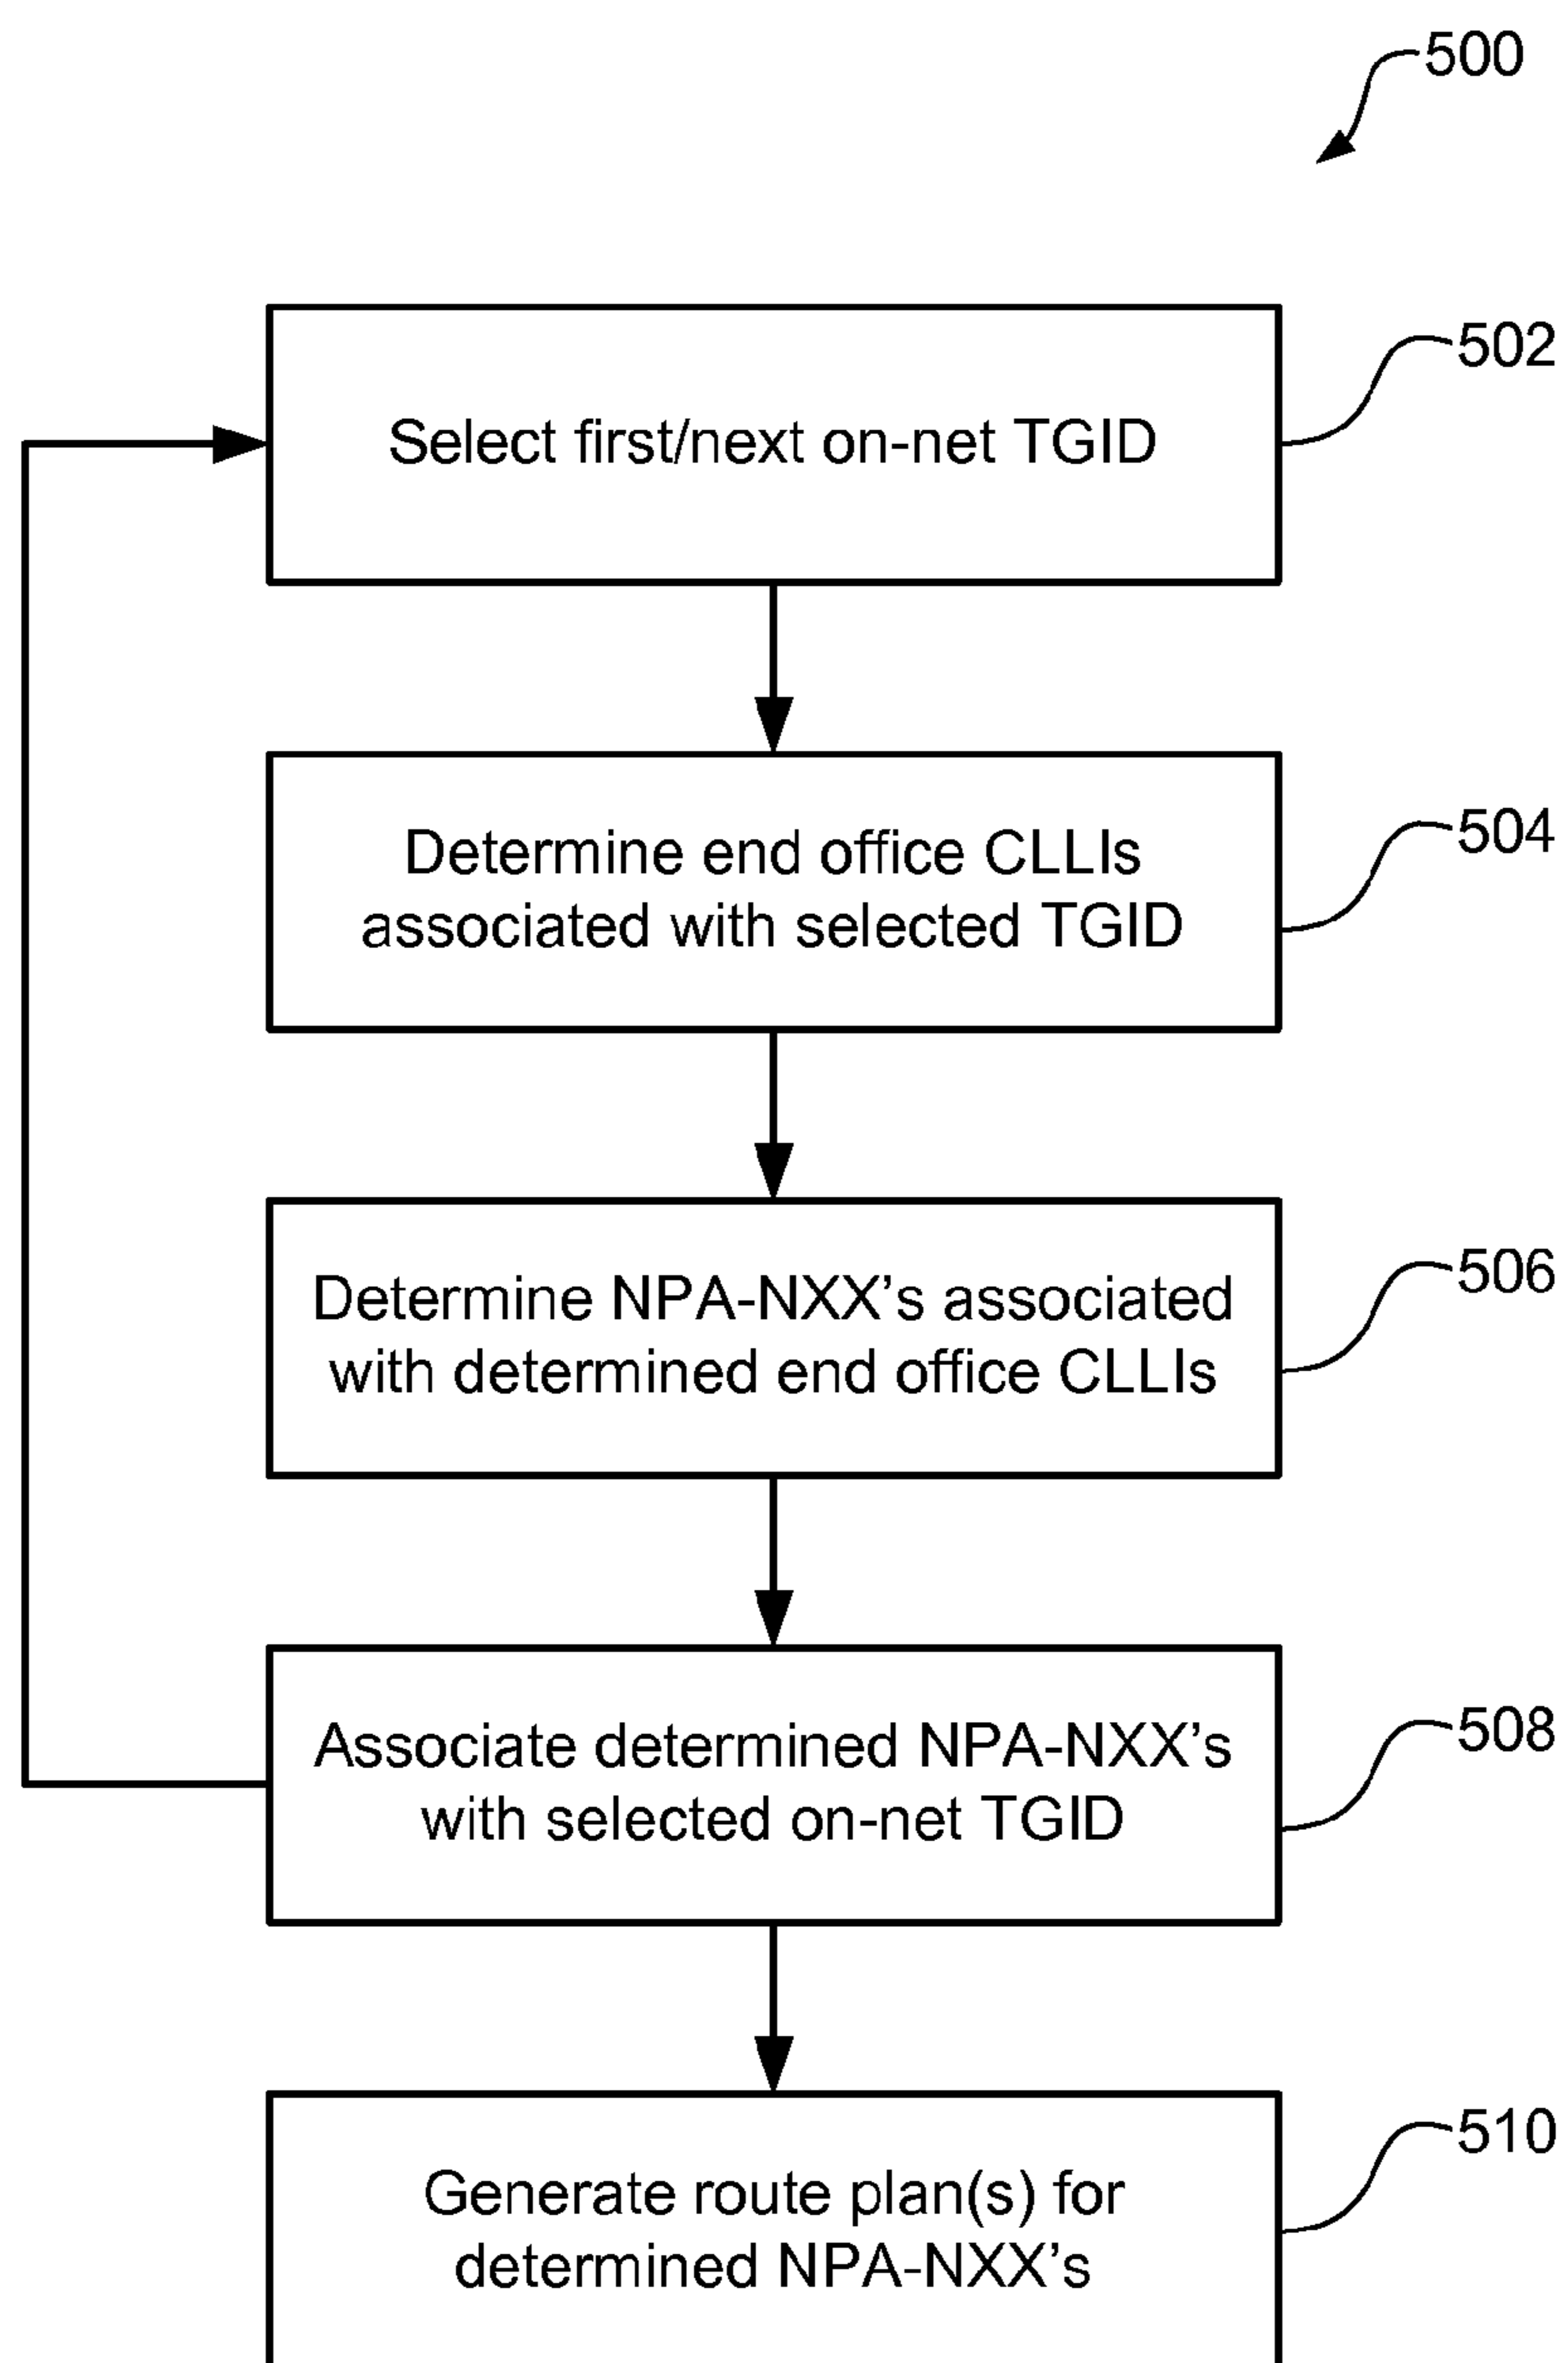 500
502
Select first/next on-net TGID
504
Determine end office CLLIs
associated with selected TGID
506
Determine NPA-NXX’s associated
with determined end office CLLIs
508
Associate determined NPA-NXX’s
with selected on-net TGID
510
Generate route plan(s) for
determined NPA-NXX’s